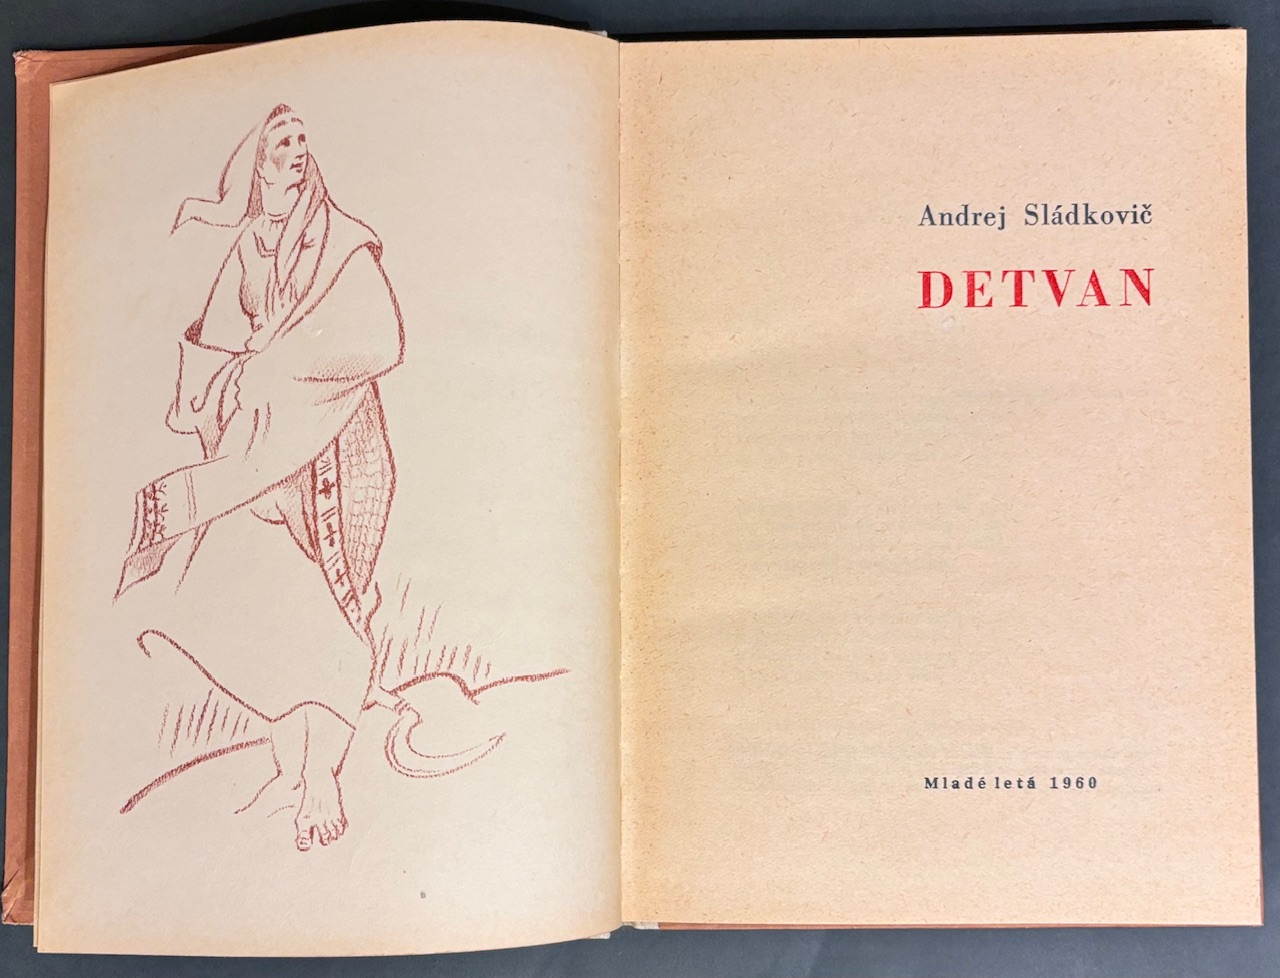 Andrej Sládkovič
DETVAN
Mladé letá 1960